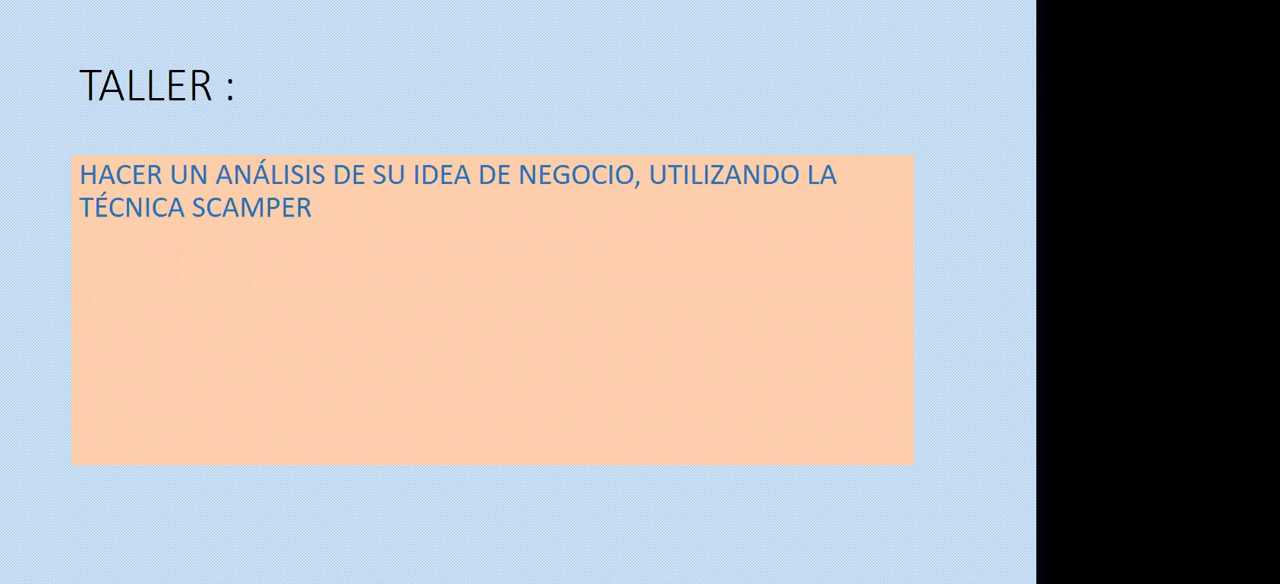 TALLER :
HACER UN ANÁLISIS DE SU IDEA DE NEGOCIO, UTILIZANDO LA
TÉCNICA SCAMPER